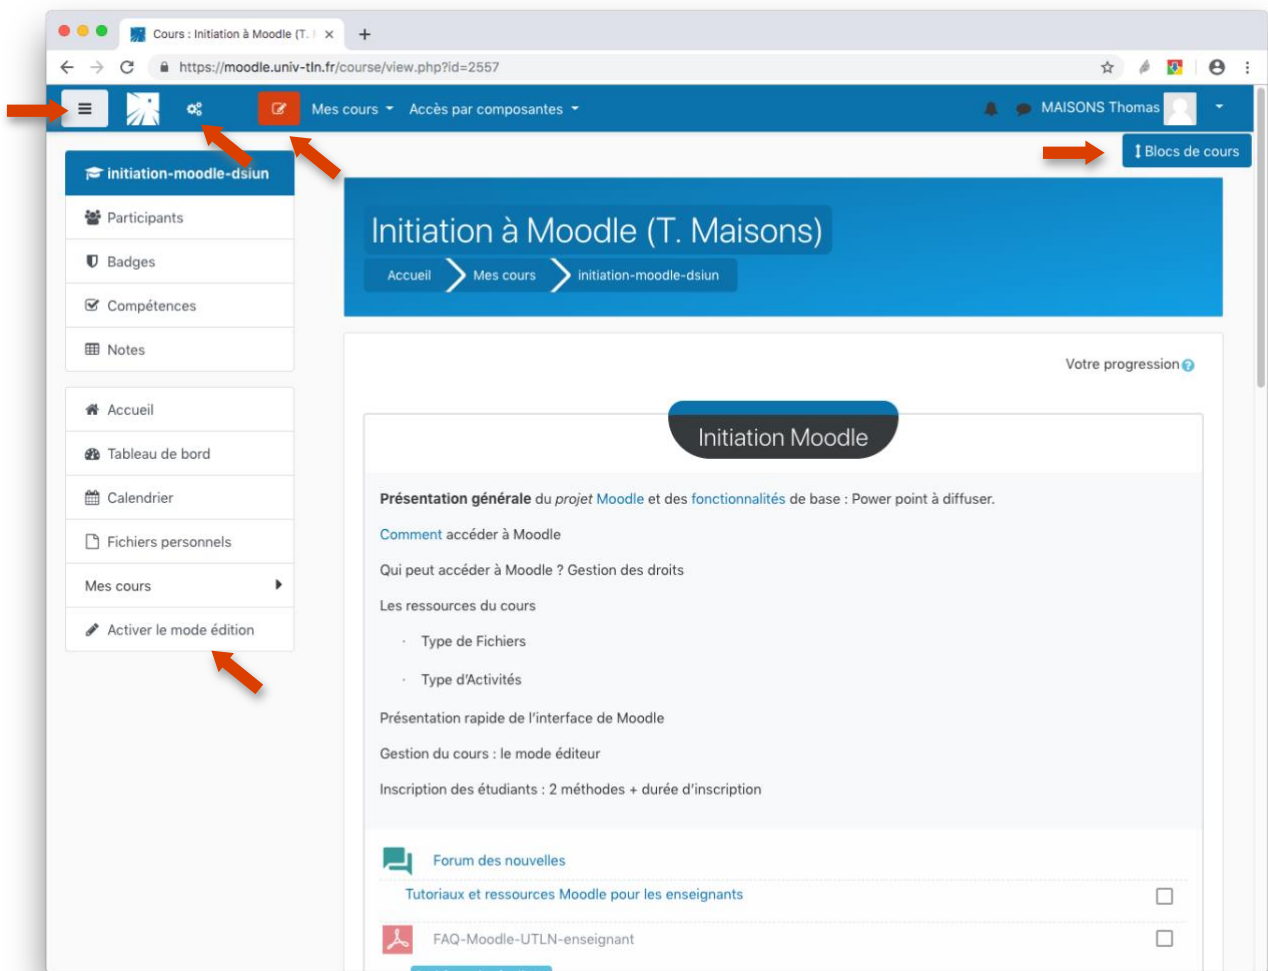 Cours : Initiation à Moodle (T.
https://moodle.univ-tln.fr/course/view.php?id=2557
Mes cours Accès par composantes MAISONS Thomas
Blocs de cours
initiation-moodle-dsiun
Participants
Badges
Compétences
Notes
Accueil
Tableau de bord
Calendrier
Fichiers personnels
Mes cours
Activer le mode édition
Initiation à Moodle (T. Maisons)
Accueil Mes cours initiation-moodle-dsiun
Votre progression
Initiation Moodle
Présentation générale du projet Moodle et des fonctionnalités de base : Power point à diffuser.
Comment accéder à Moodle
Qui peut accéder à Moodle ? Gestion des droits
Les ressources du cours
· Type de Fichiers
· Type d'Activités
Présentation rapide de l'interface de Moodle
Gestion du cours : le mode éditeur
Inscription des étudiants : 2 méthodes + durée d'inscription
Forum des nouvelles
Tutoriaux et ressources Moodle pour les enseignants
FAQ-Moodle-UTLN-enseignant